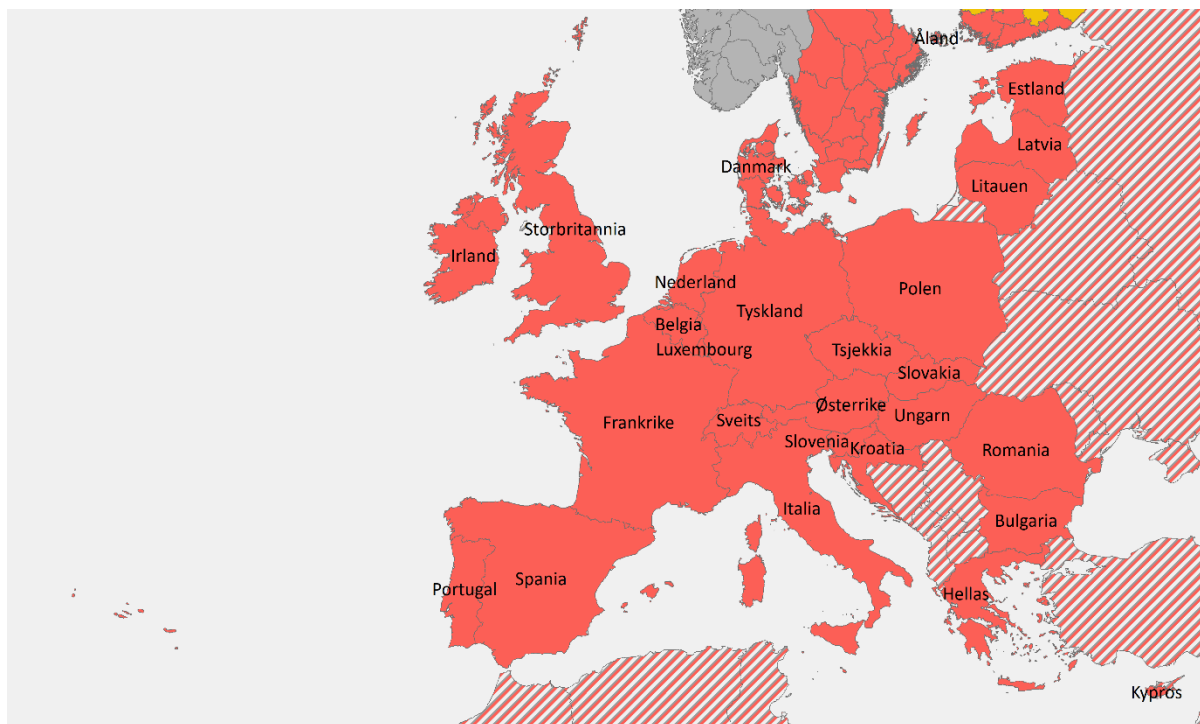 Åland
Estland
Latvia
Danmark
Litauen
Storbritannia
Irland
Nederland
Polen
Tyskland
Belgia
Tsjekkia
Luxembourg
Slovakia
Østerrike
Ungarn
Frankrike
Sveits
Slovenia
Kroatia
Romania
Italia
Bulgaria
Spania
Portugal
Hellas
Kypros